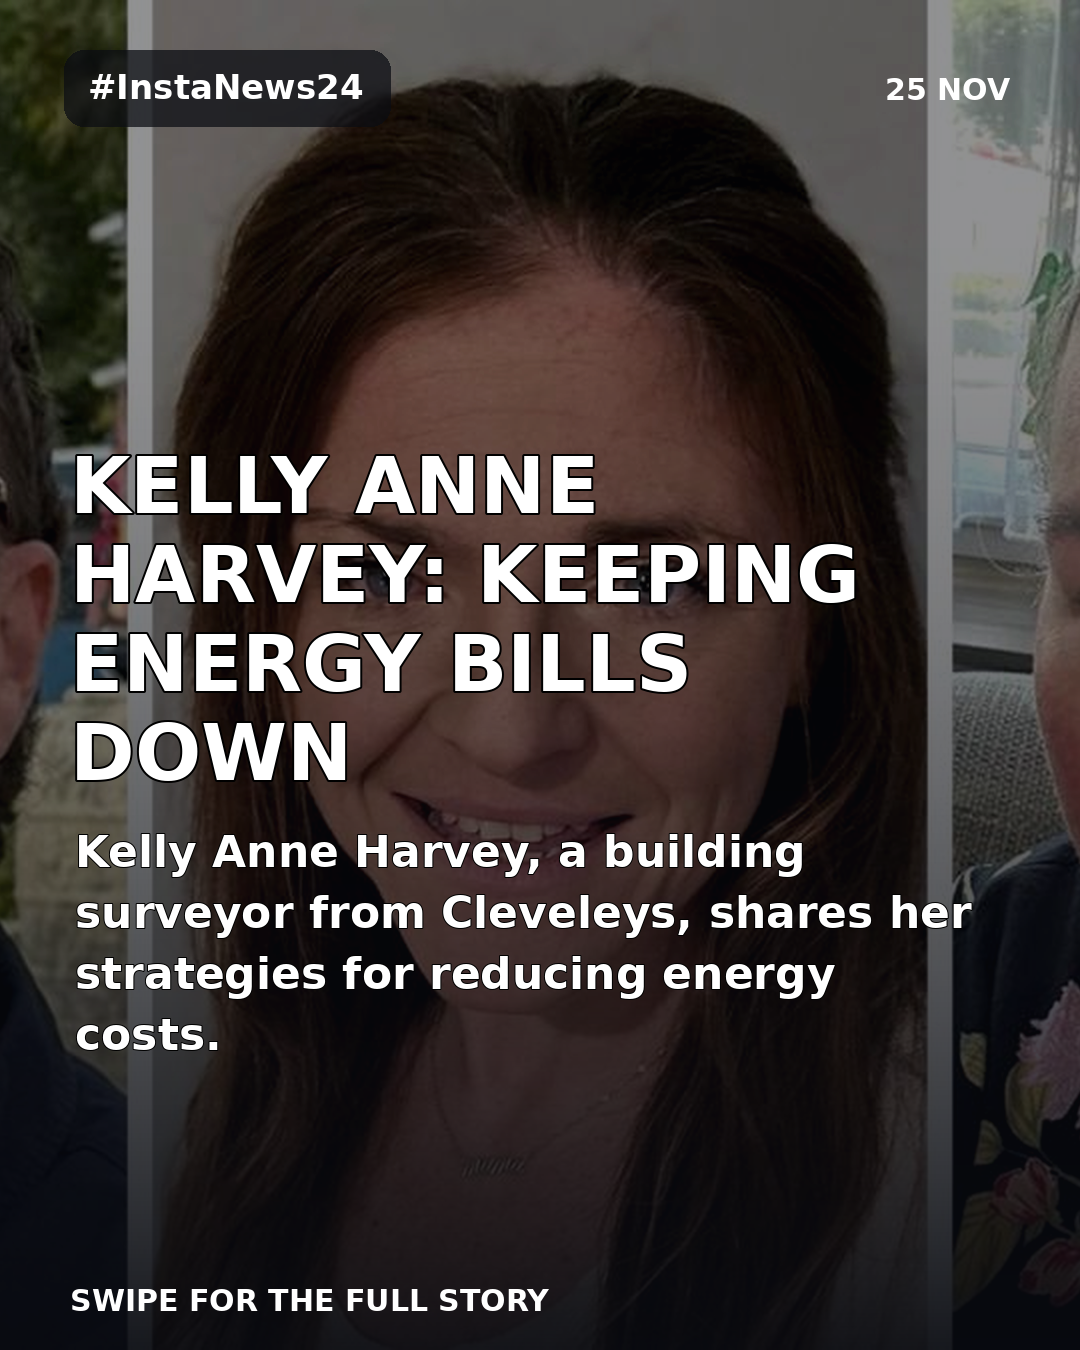 #InstaNews24
25 NOV
KELLY ANNE
HARVEY: KEEPING
ENERGY BILLS
DOWN
Kelly Anne Harvey, a building
surveyor from Cleveleys, shares her
strategies for reducing energy
costs.
SWIPE FOR THE FULL STORY